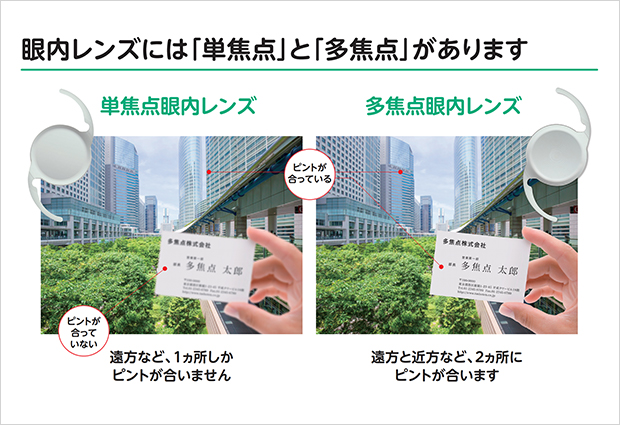 眼内レンズには「単焦点」と「多焦点」があります
単焦点眼内レンズ
多焦点眼内レンズ
ピントが
合っている
多焦点株式会社
多焦点 太郎
多焦点株式会社
多焦点 太郎
ピントが
合って
いない
遠方など、1ヵ所しか
ピントが合いません
遠方と近方など、2ヵ所に
ピントが合います